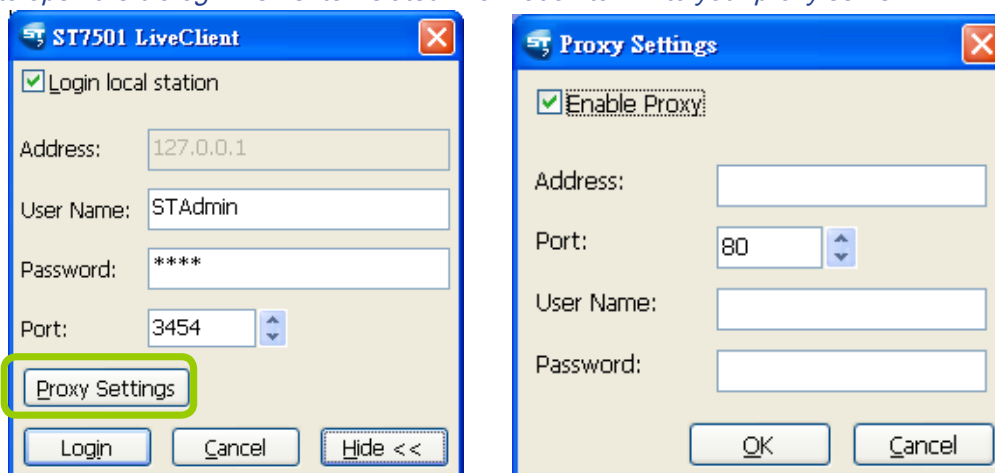 ST7501 LiveClient
Login local station
Address: 127.0.0.1
User Name: STAdmin
Password: ****
Port: 3454
Proxy Settings
Login Cancel Hide <<
Proxy Settings
Enable Proxy
Address:
Port: 80
User Name:
Password:
OK Cancel